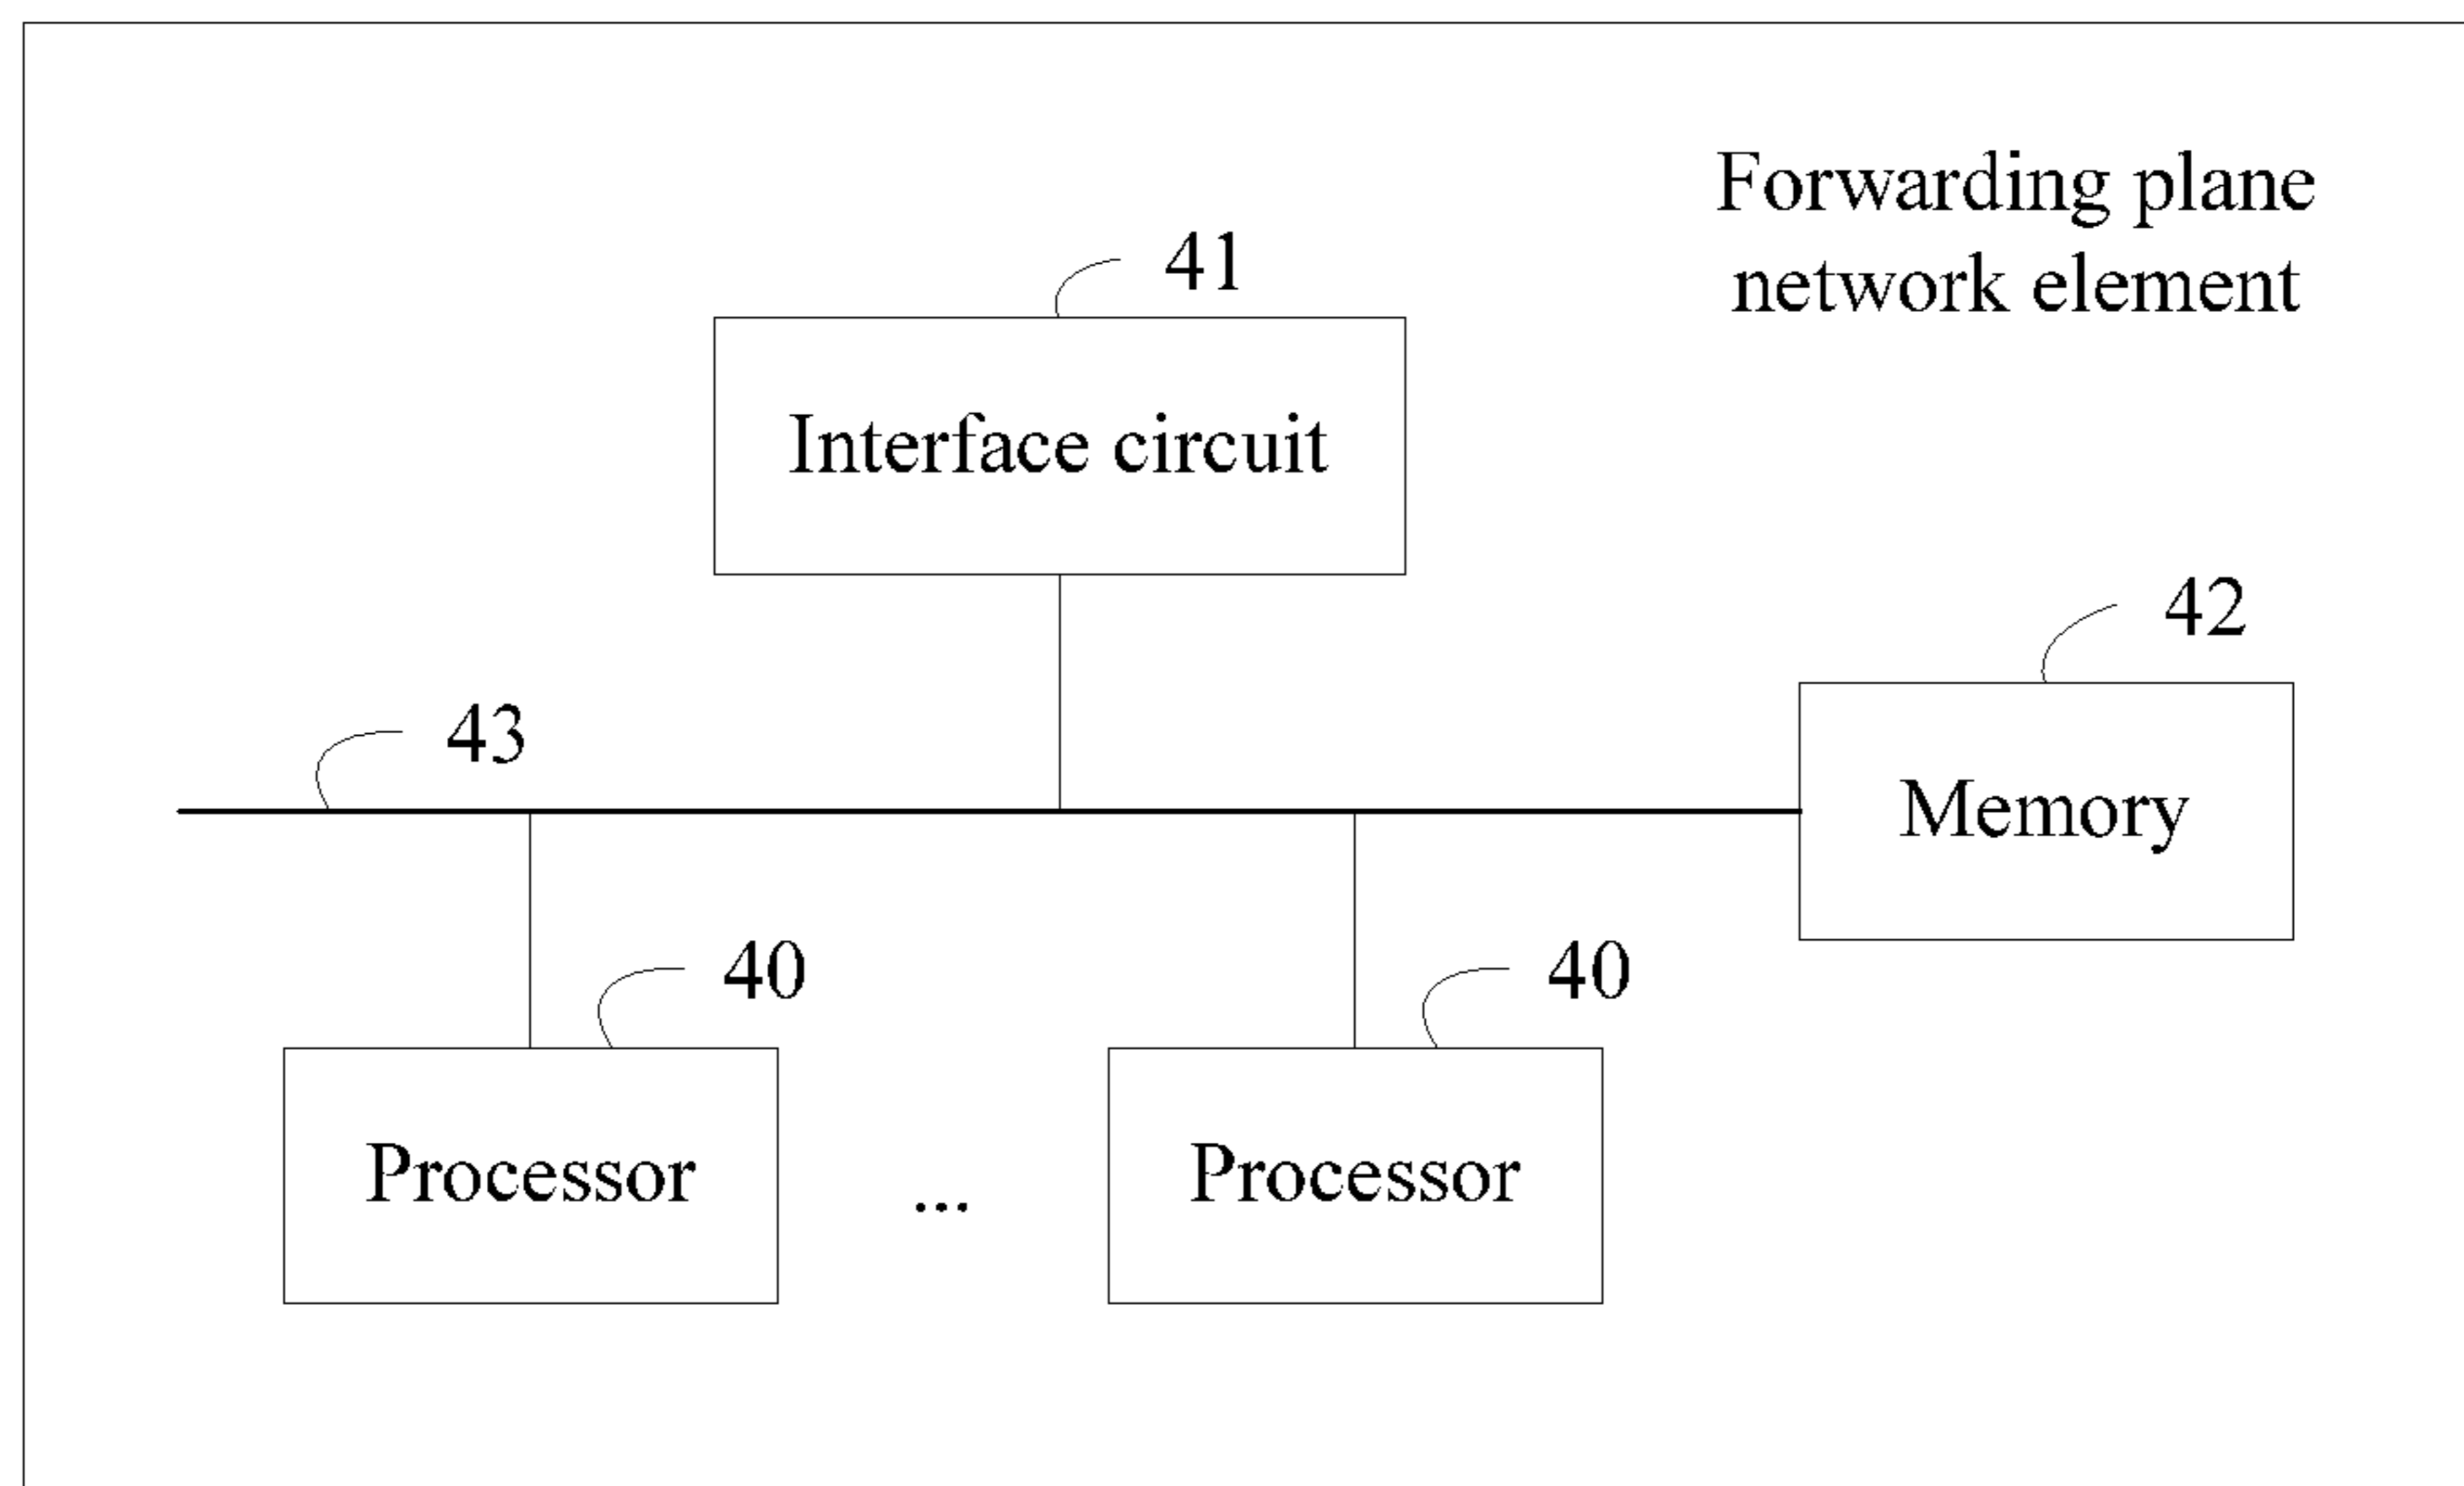 Forwarding plane
network element
41
Interface circuit
42
43
Memory
40
40
Processor
...
Processor